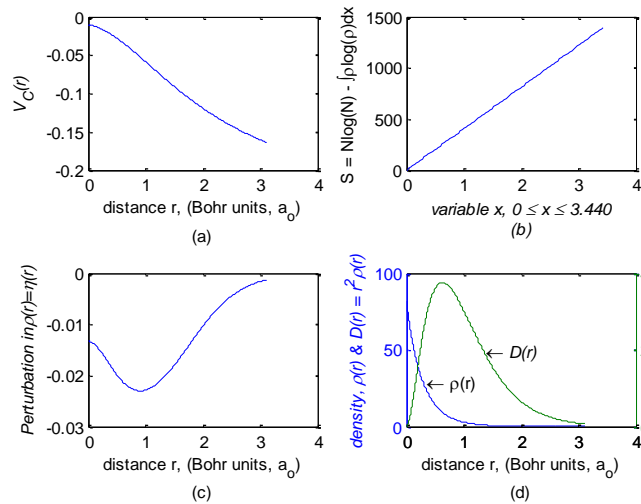 0
-0.05
-0.1
-0.15
-0.2
V_C(r)
0 1 2 3 4
distance r, (Bohr units, a_o)
(a)
1500
1000
500
0
S = Nlog(N) - ∫ρlog(ρ)dx
0 1 2 3 4
variable x, 0 ≤ x ≤ 3.440
(b)
0
-0.01
-0.02
-0.03
Perturbation in ρ(r)=η(r)
0 1 2 3 4
distance r, (Bohr units, a_o)
(c)
100
50
0
density, ρ(r) & D(r) = r^2 ρ(r)
← D(r)
← ρ(r)
0 1 2 3 4
distance r, (Bohr units, a_o)
(d)